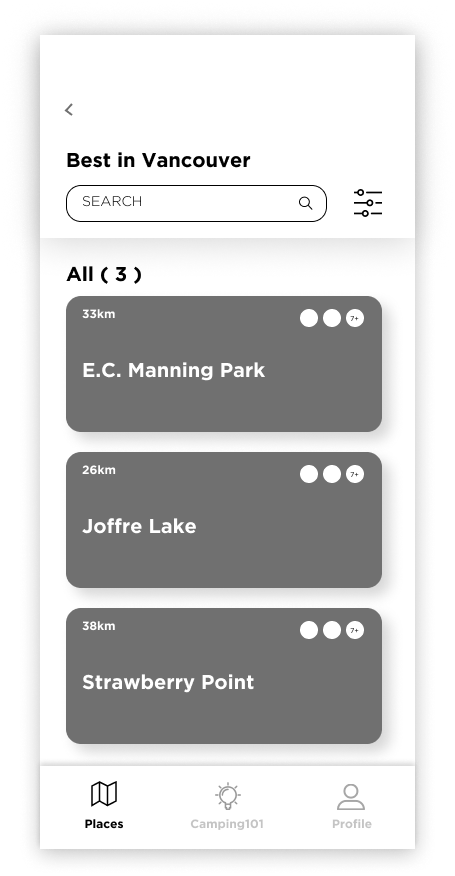 Best in Vancouver
SEARCH
All ( 3 )
33km
7+
E.C. Manning Park
26km
7+
Joffre Lake
38km
7+
Strawberry Point
Places
Camping101
Profile